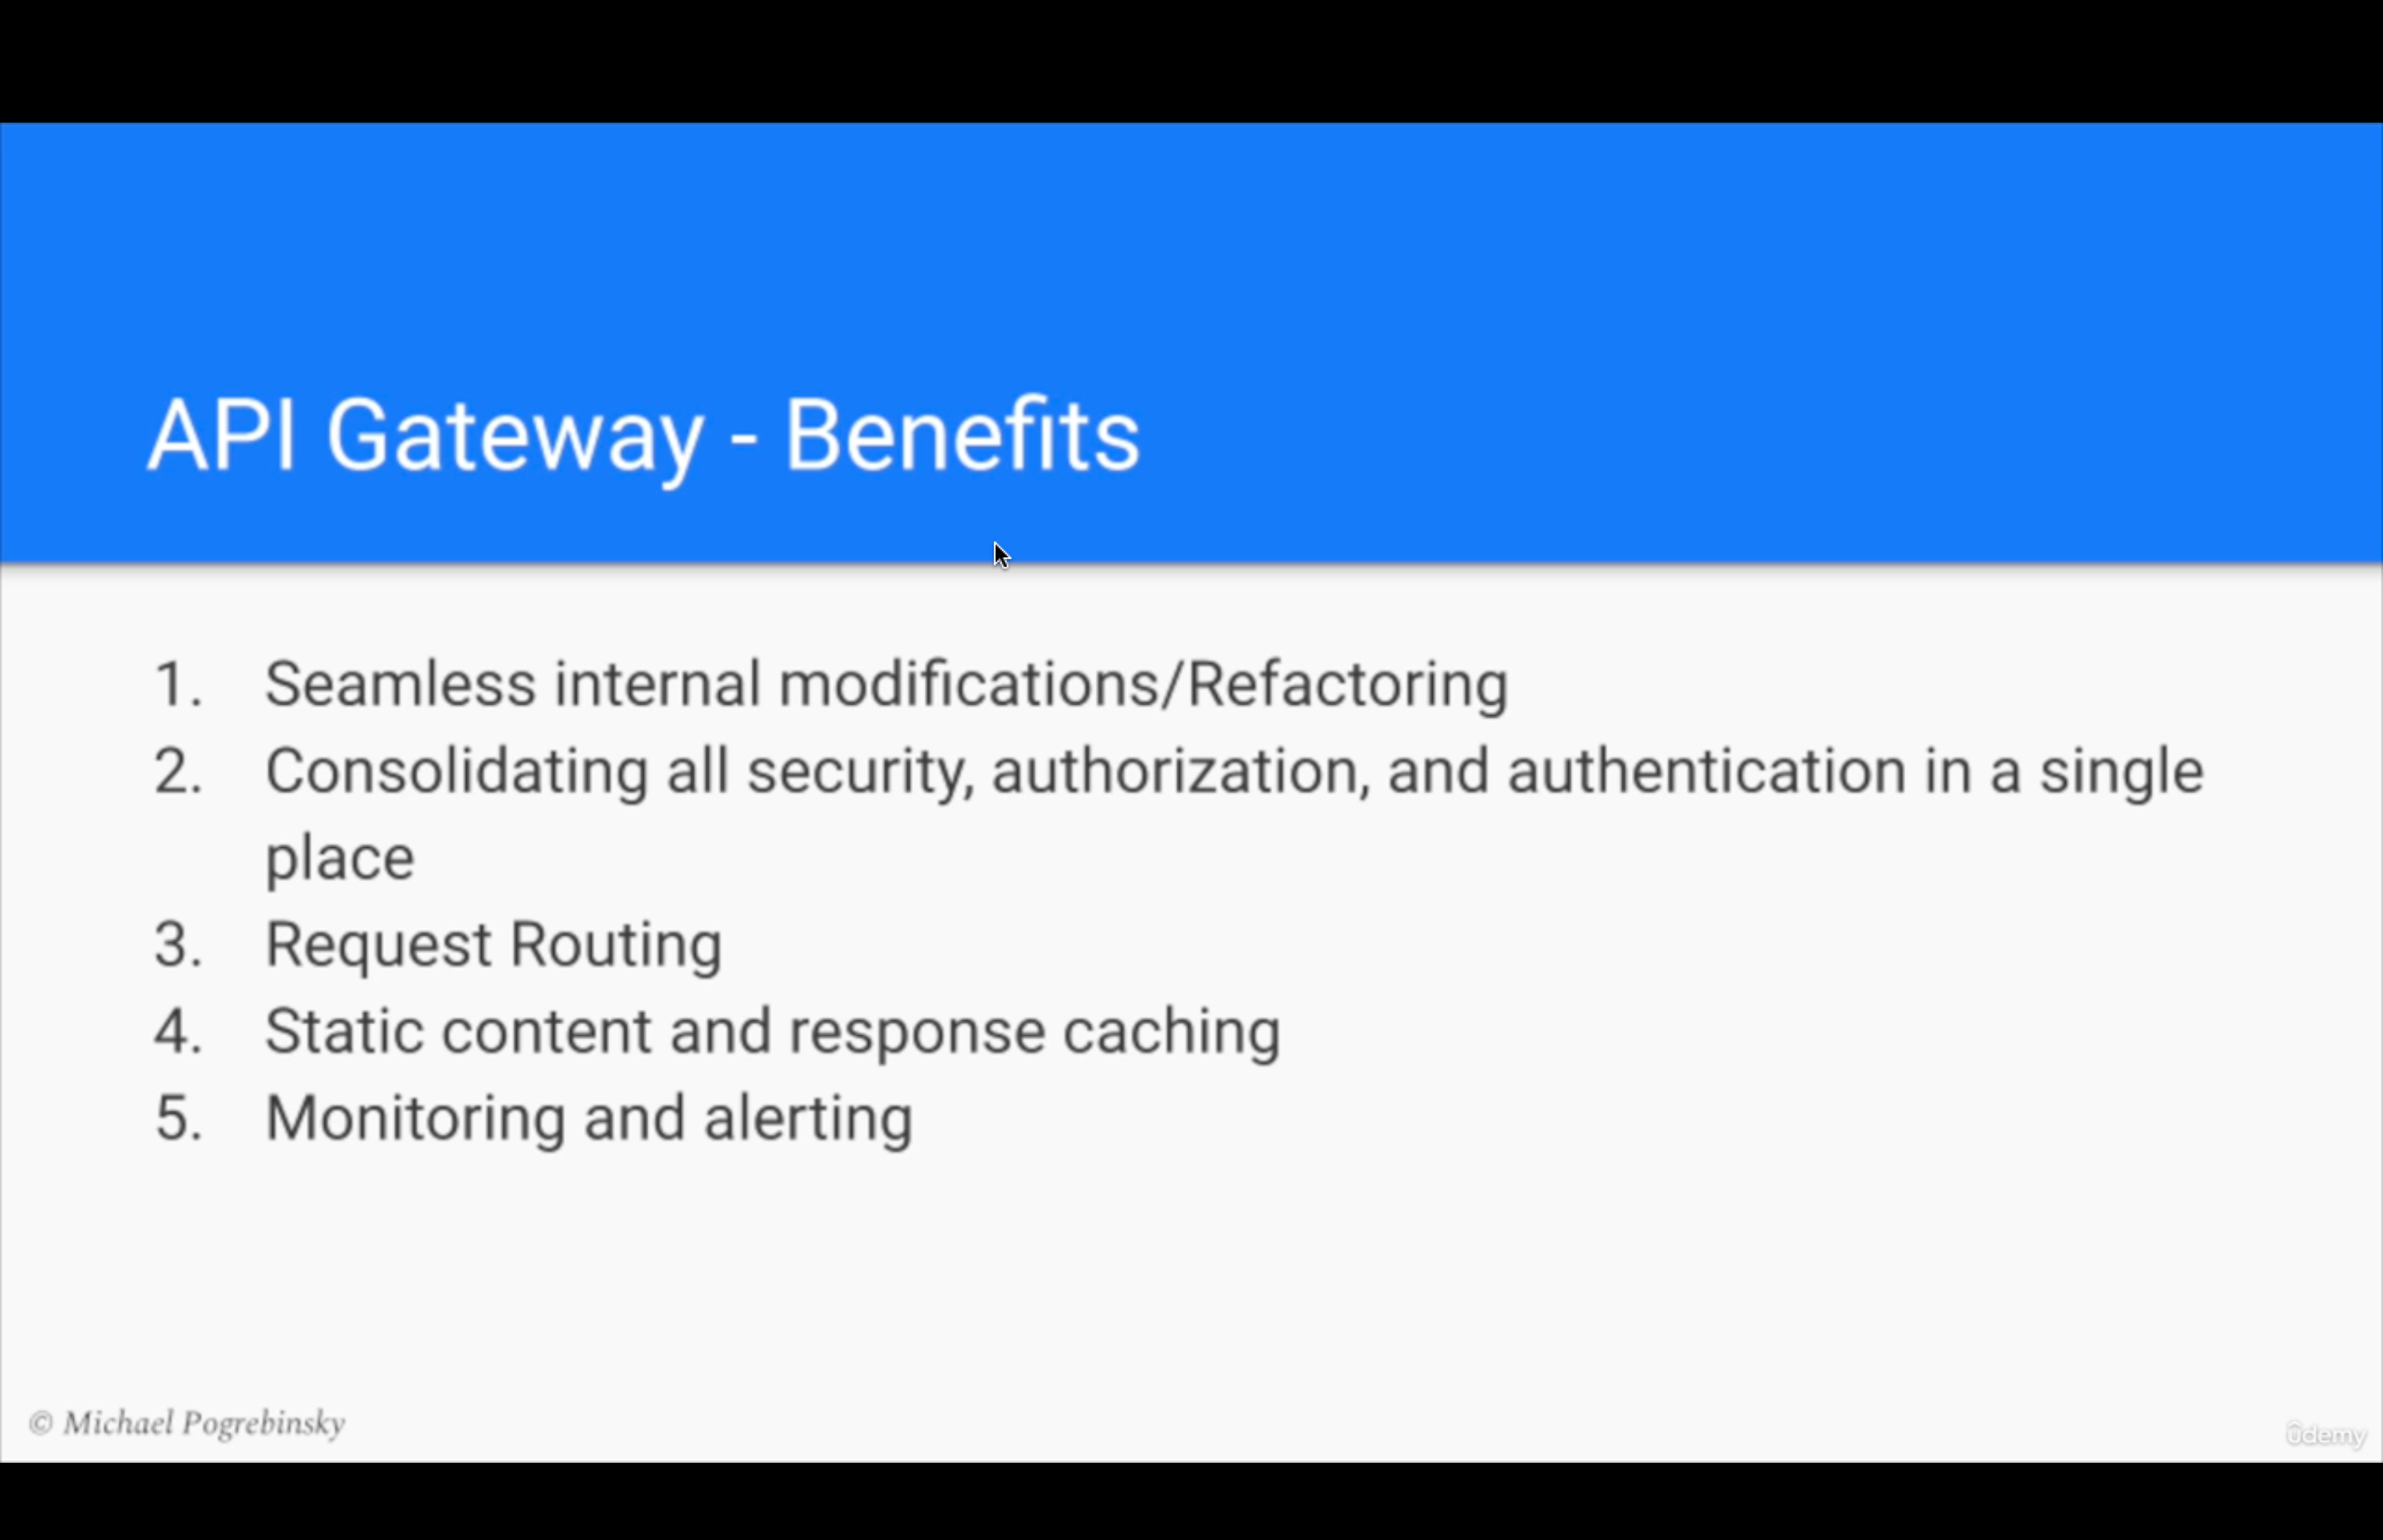 API Gateway - Benefits
1. Seamless internal modifications/Refactoring
2. Consolidating all security, authorization, and authentication in a single
place
3. Request Routing
4. Static content and response caching
5. Monitoring and alerting
© Michael Pogrebinsky
ûdemy